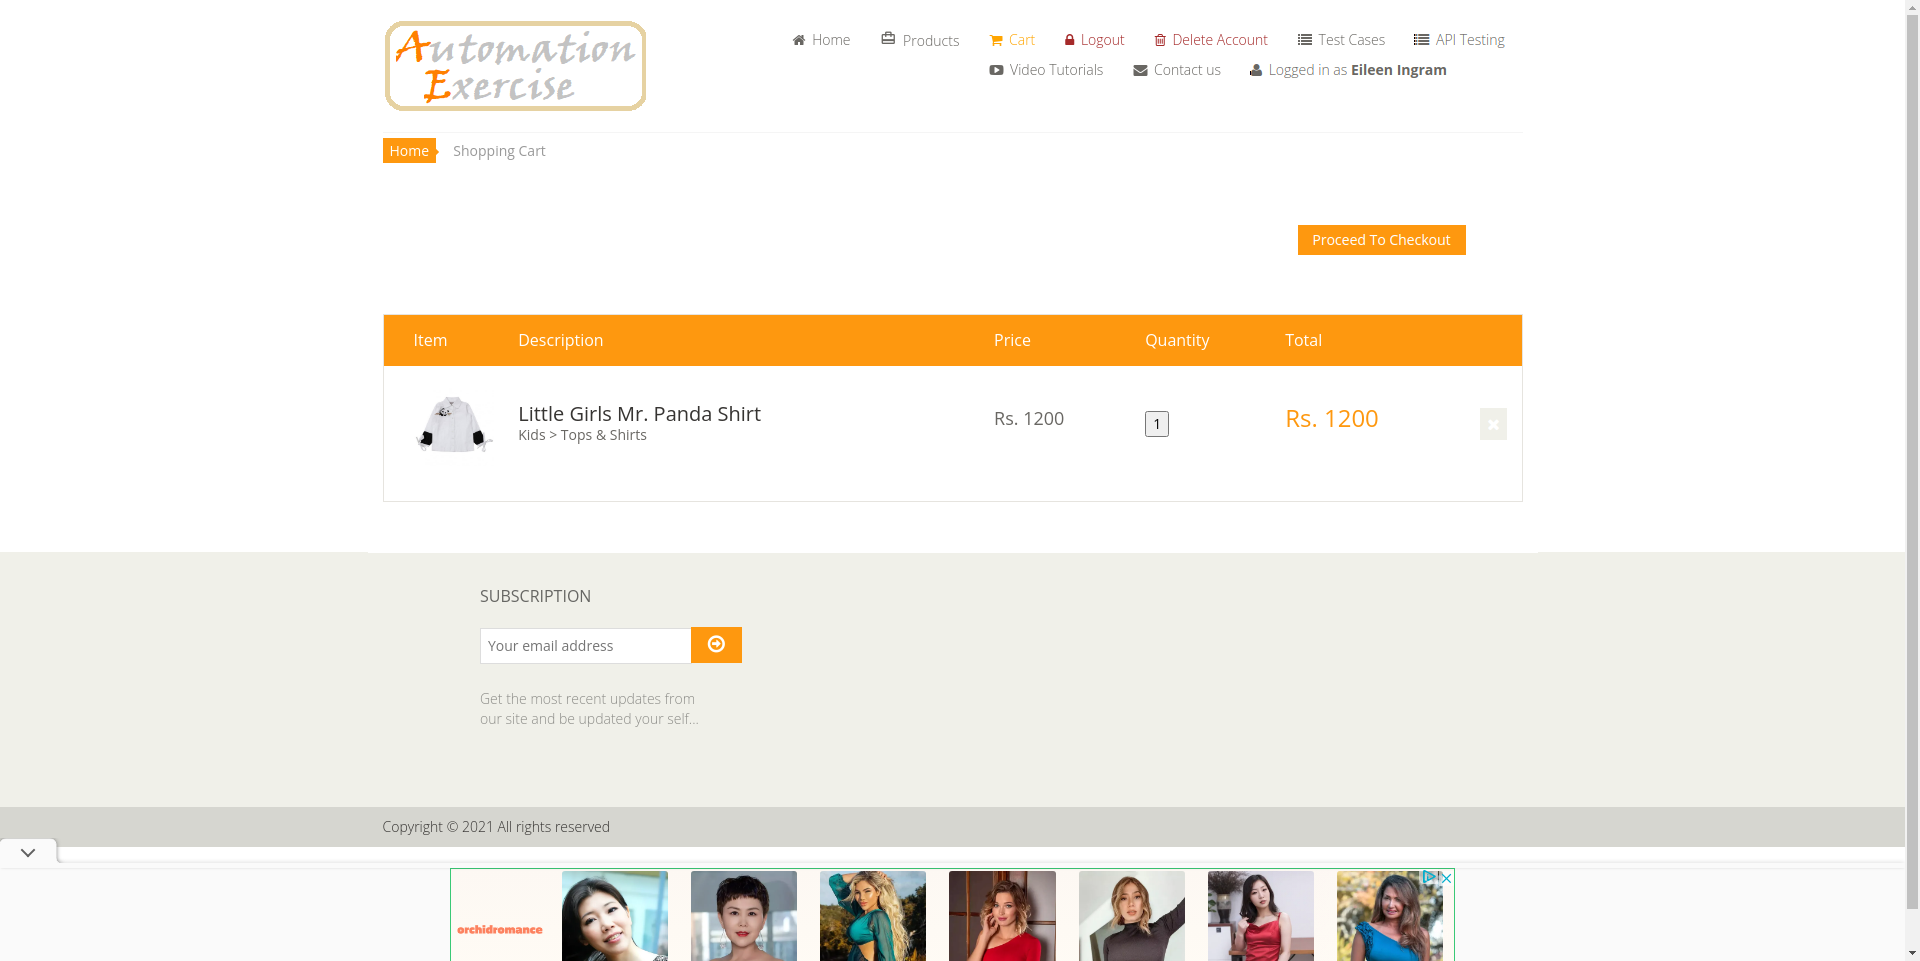 Automation
Exercise
Home
Products
Cart
Logout
Delete Account
Test Cases
API Testing
Video Tutorials
Contact us
Logged in as Eileen Ingram
Home
Shopping Cart
Proceed To Checkout
Item Description Price Quantity Total
Little Girls Mr. Panda Shirt
Kids > Tops & Shirts
Rs. 1200
1
Rs. 1200
SUBSCRIPTION
Your email address
Get the most recent updates from
our site and be updated your self...
Copyright © 2021 All rights reserved
orchidromance